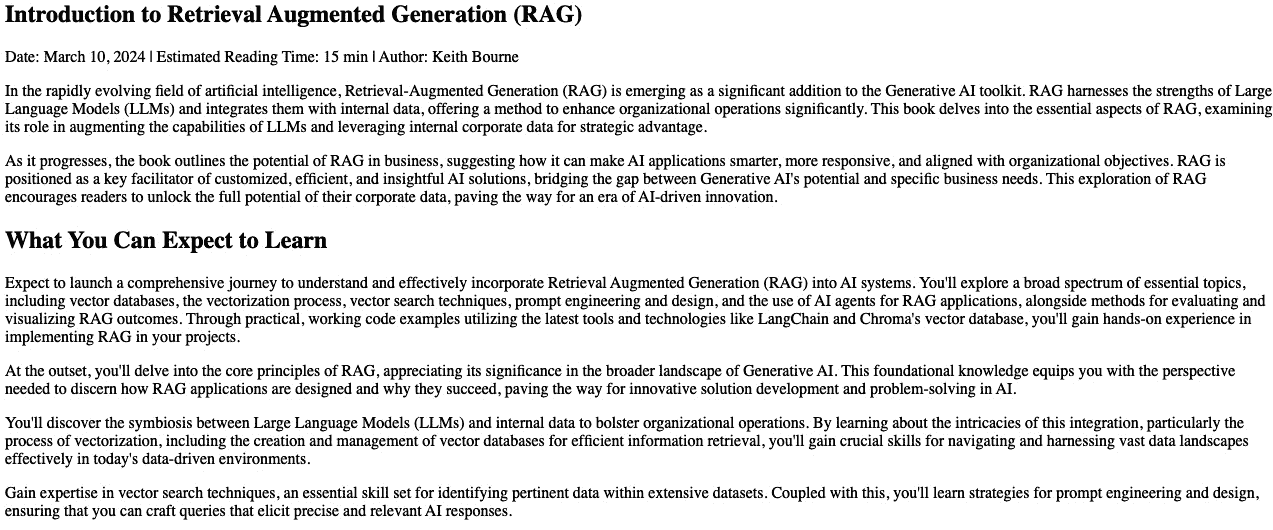 Introduction to Retrieval Augmented Generation (RAG)
Date: March 10, 2024 | Estimated Reading Time: 15 min | Author: Keith Bourne
In the rapidly evolving field of artificial intelligence, Retrieval-Augmented Generation (RAG) is emerging as a significant addition to the Generative AI toolkit. RAG harnesses the strengths of Large
Language Models (LLMs) and integrates them with internal data, offering a method to enhance organizational operations significantly. This book delves into the essential aspects of RAG, examining
its role in augmenting the capabilities of LLMs and leveraging internal corporate data for strategic advantage.
As it progresses, the book outlines the potential of RAG in business, suggesting how it can make AI applications smarter, more responsive, and aligned with organizational objectives. RAG is
positioned as a key facilitator of customized, efficient, and insightful AI solutions, bridging the gap between Generative AI's potential and specific business needs. This exploration of RAG
encourages readers to unlock the full potential of their corporate data, paving the way for an era of AI-driven innovation.
What You Can Expect to Learn
Expect to launch a comprehensive journey to understand and effectively incorporate Retrieval Augmented Generation (RAG) into AI systems. You'll explore a broad spectrum of essential topics,
including vector databases, the vectorization process, vector search techniques, prompt engineering and design, and the use of AI agents for RAG applications, alongside methods for evaluating and
visualizing RAG outcomes. Through practical, working code examples utilizing the latest tools and technologies like LangChain and Chroma's vector database, you'll gain hands-on experience in
implementing RAG in your projects.
At the outset, you'll delve into the core principles of RAG, appreciating its significance in the broader landscape of Generative AI. This foundational knowledge equips you with the perspective
needed to discern how RAG applications are designed and why they succeed, paving the way for innovative solution development and problem-solving in AI.
You'll discover the symbiosis between Large Language Models (LLMs) and internal data to bolster organizational operations. By learning about the intricacies of this integration, particularly the
process of vectorization, including the creation and management of vector databases for efficient information retrieval, you'll gain crucial skills for navigating and harnessing vast data landscapes
effectively in today's data-driven environments.
Gain expertise in vector search techniques, an essential skill set for identifying pertinent data within extensive datasets. Coupled with this, you'll learn strategies for prompt engineering and design,
ensuring that you can craft queries that elicit precise and relevant AI responses.